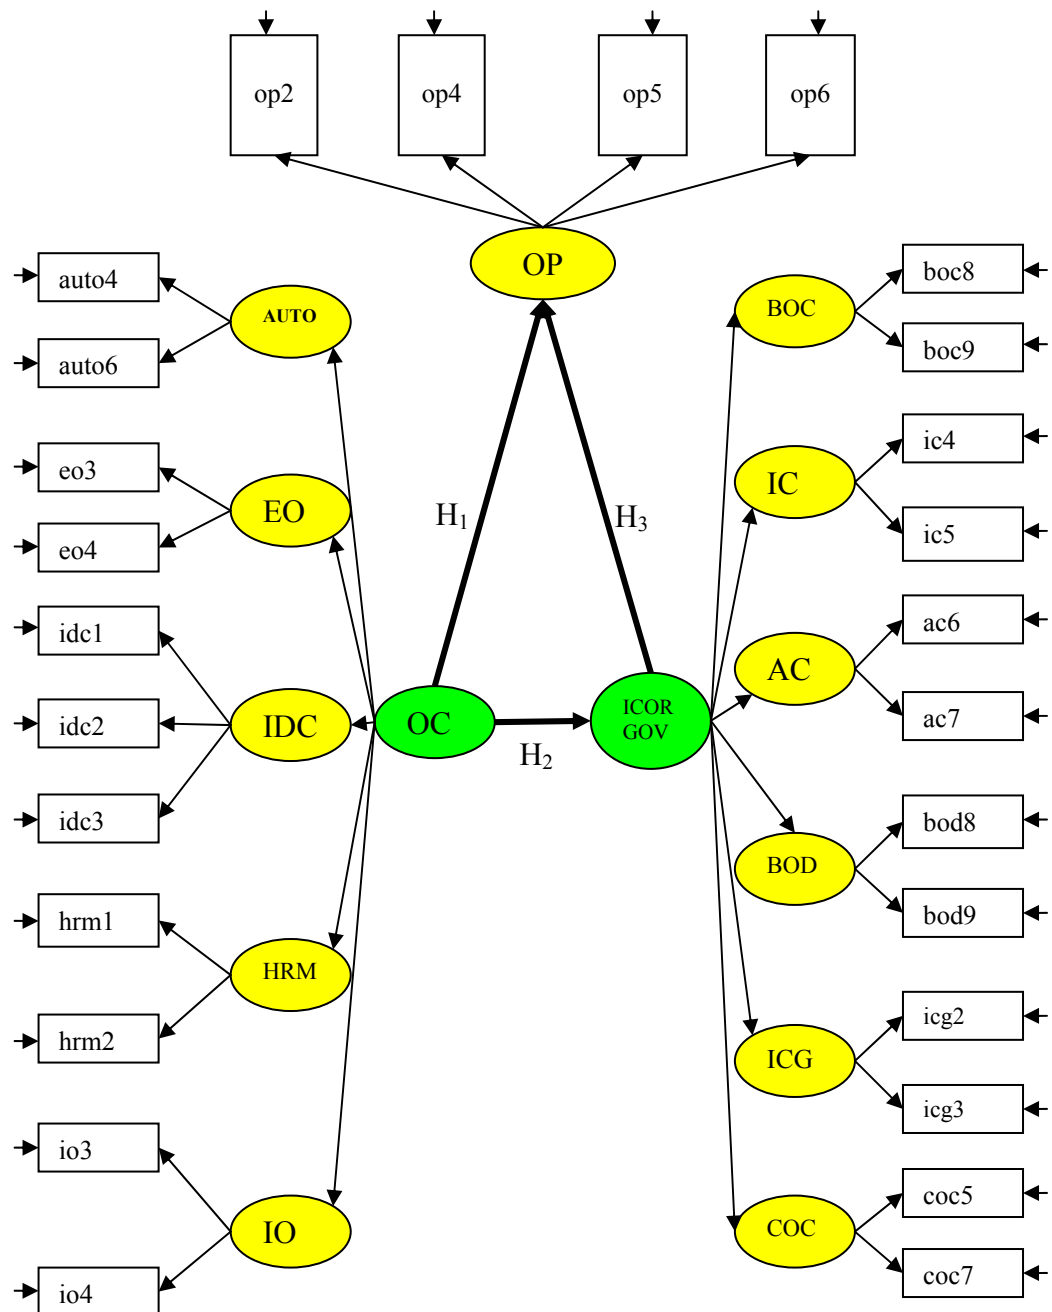 op2
op4
op5
op6
OP
auto4
AUTO
auto6
eo3
EO
eo4
idc1
idc2
IDC
idc3
hrm1
HRM
hrm2
io3
IO
io4
H1
H3
OC
H2
ICOR
GOV
BOC
boc8
boc9
IC
ic4
ic5
AC
ac6
ac7
BOD
bod8
bod9
ICG
icg2
icg3
COC
coc5
coc7